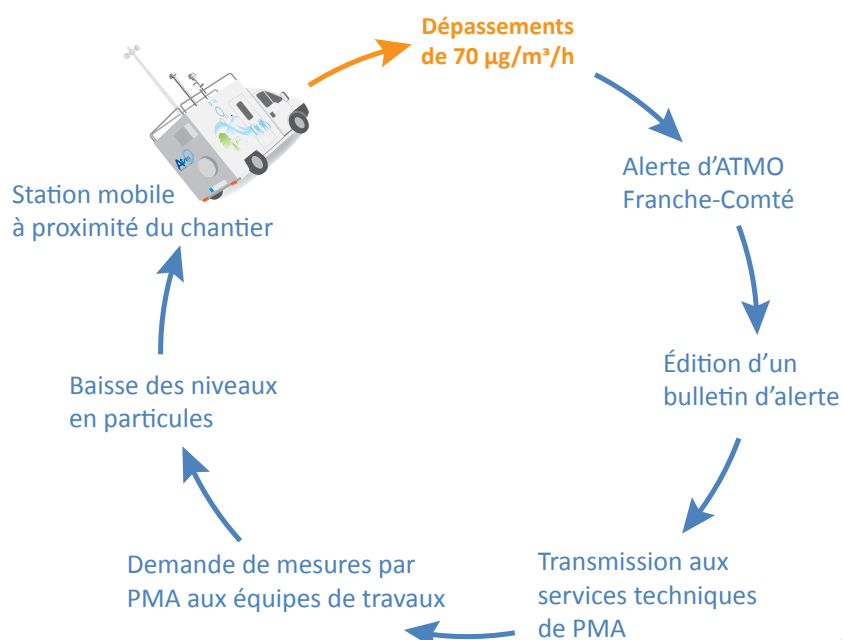 Dépassements
de 70 µg/m³/h
Alerte d’ATMO
Franche-Comté
Édition d’un
bulletin d’alerte
Transmission aux
services techniques
de PMA
Demande de mesures par
PMA aux équipes de travaux
Baisse des niveaux
en particules
Station mobile
à proximité du chantier